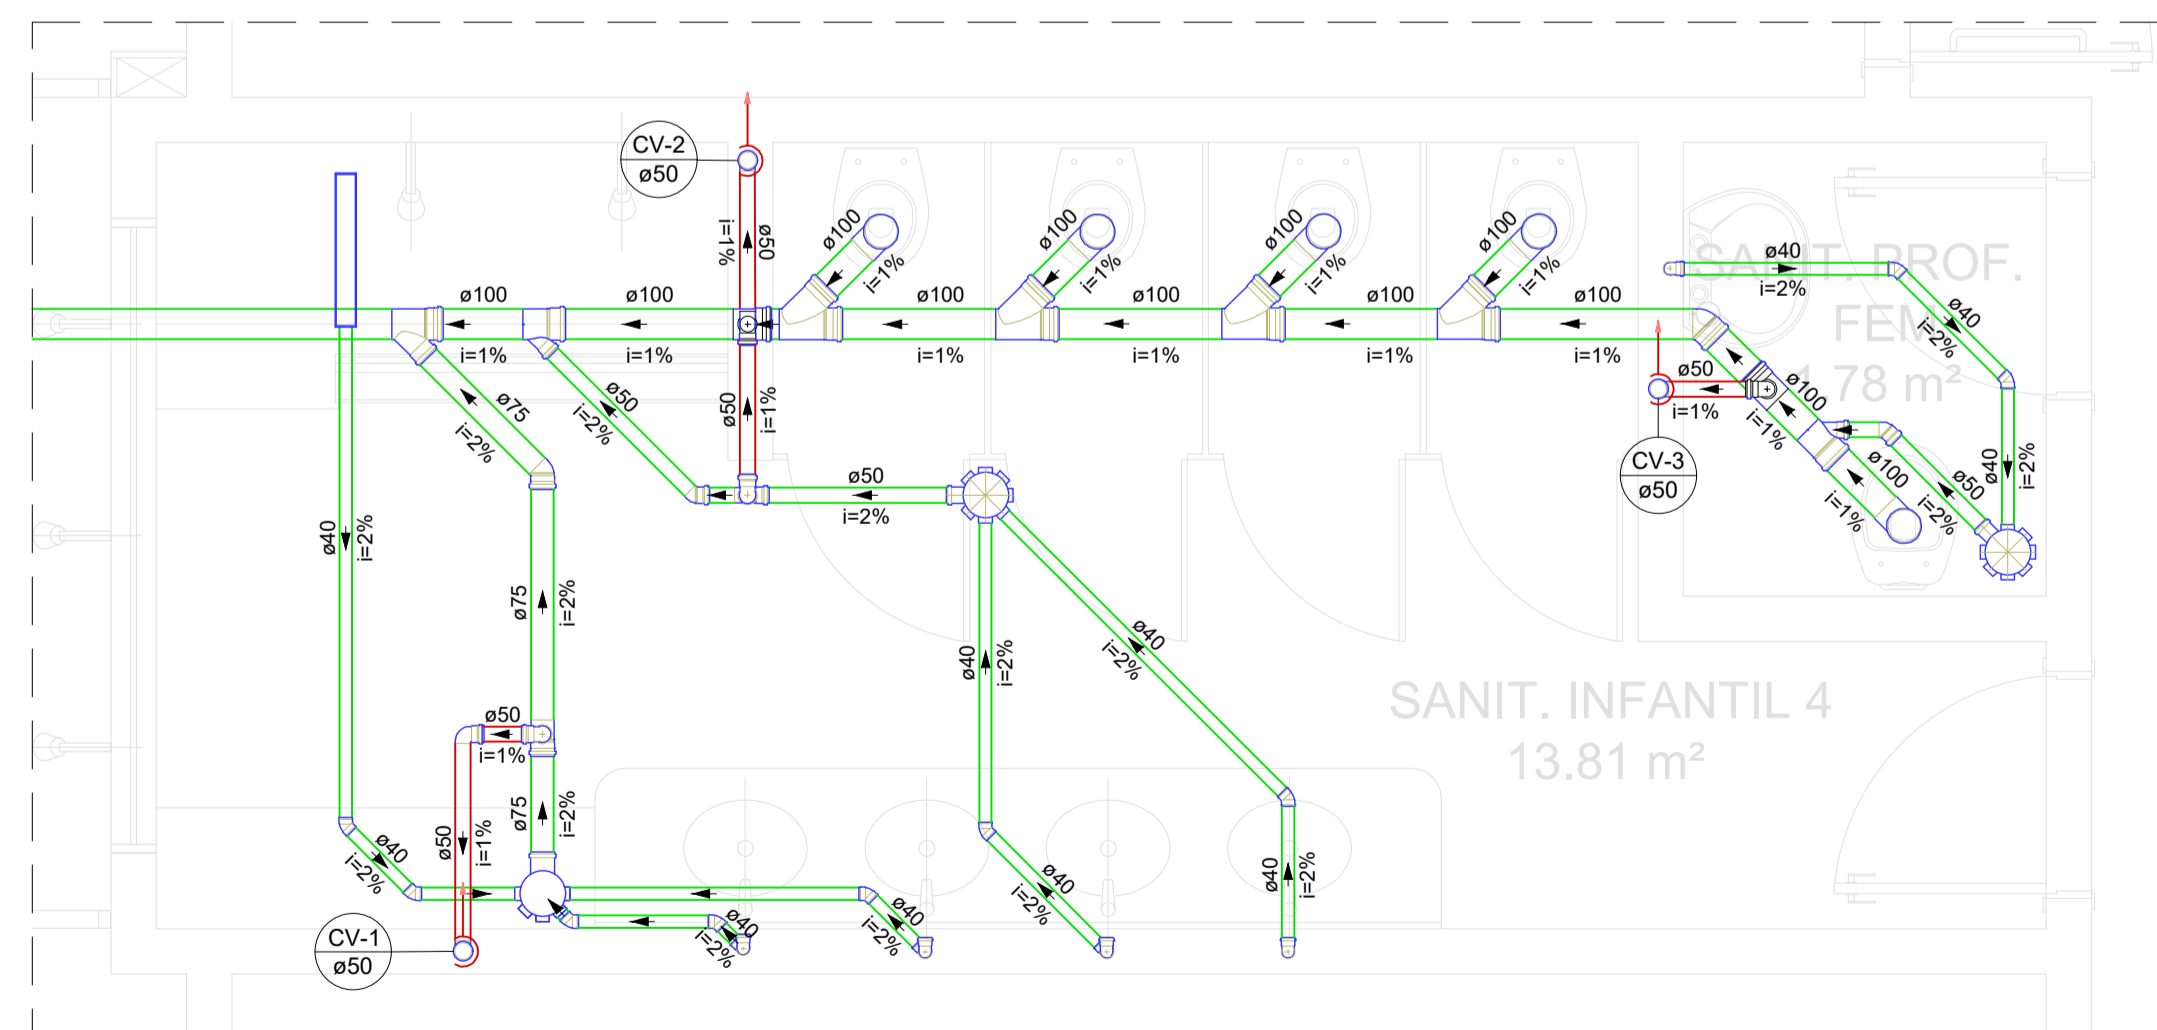 CV-2
ø50
ø50
i=1%
ø100
i=1%
ø100
i=1%
ø100
i=1%
ø100
i=1%
SANIT. PROF.
FEM
1.78 m²
ø40
i=2%
ø40
i=2%
ø40
i=2%
ø100
i=1%
ø100
i=1%
ø100
i=1%
ø100
i=1%
ø100
i=1%
ø100
i=1%
ø50
i=1%
CV-3
ø50
ø100
i=1%
ø100
i=1%
ø50
i=2%
ø75
i=2%
ø50
i=2%
ø50
i=1%
ø50
i=2%
ø40
i=2%
ø75
i=2%
ø40
i=2%
ø40
i=2%
SANIT. INFANTIL 4
13.81 m²
ø50
i=1%
ø50
i=1%
ø75
i=2%
ø40
i=2%
ø40
i=2%
ø40
i=2%
ø40
i=2%
ø40
i=2%
CV-1
ø50